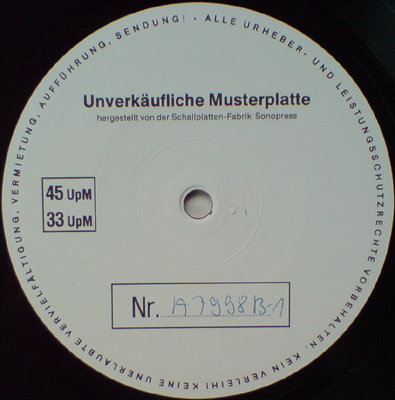 ALLE URHEBER- UND LEISTUNGSSCHUTZRECHTE VORBEHALTEN. KEIN VERLEIH! KEINE UNERLAUBTE VERVIELFÄLTIGUNG, VERMIETUNG, AUFFÜHRUNG, SENDUNG! ·
Unverkäufliche Musterplatte
hergestellt von der Schallplatten-Fabrik Sonopress
45 UpM
33 UpM
Nr. A7998B-1